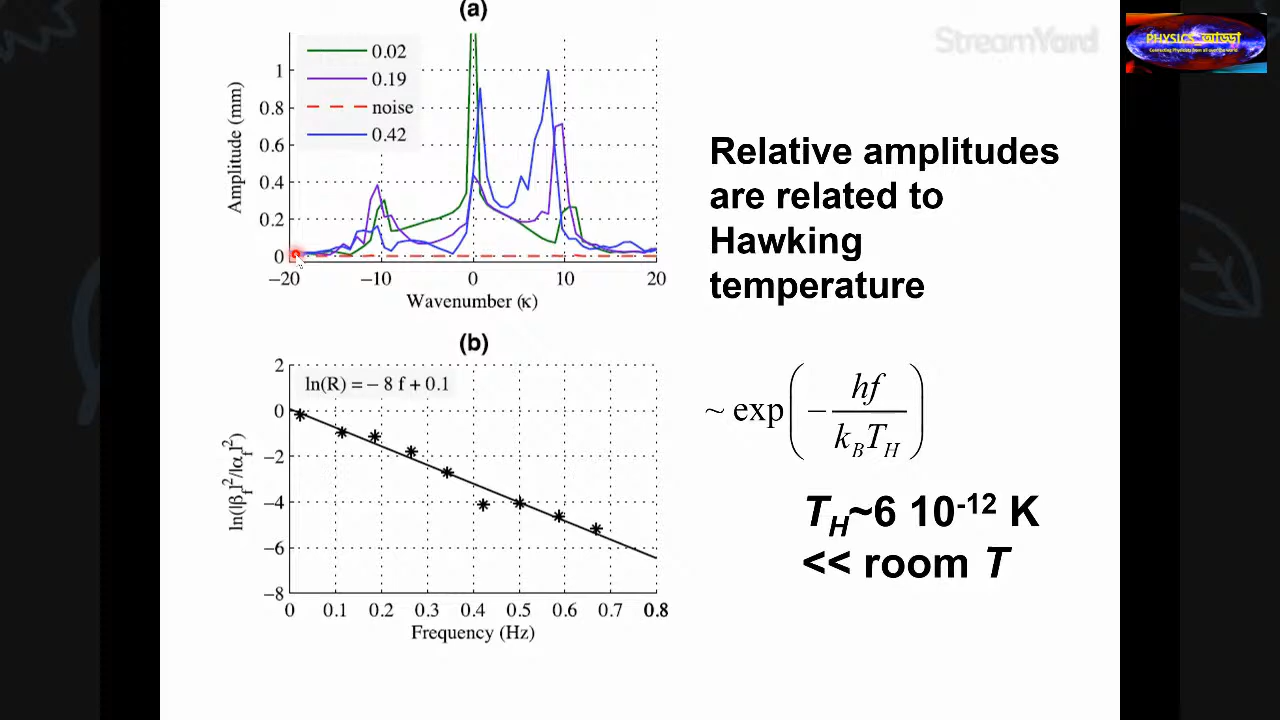 (a)
StreamYard
PHYSICS_আড্ডা
0.02
0.19
noise
0.42
1
0.8
0.6
0.4
0.2
0
Amplitude (mm)
−20 −10 0 10 20
Wavenumber (κ)
Relative amplitudes
are related to
Hawking
temperature
(b)
ln(R) = − 8 f + 0.1
2
0
−2
−4
−6
−8
ln(|β_f|²/|α_f|²)
0 0.1 0.2 0.3 0.4 0.5 0.6 0.7 0.8
Frequency (Hz)
~ exp(− hf / k_B T_H)
T_H~6 10⁻¹² K
<< room T